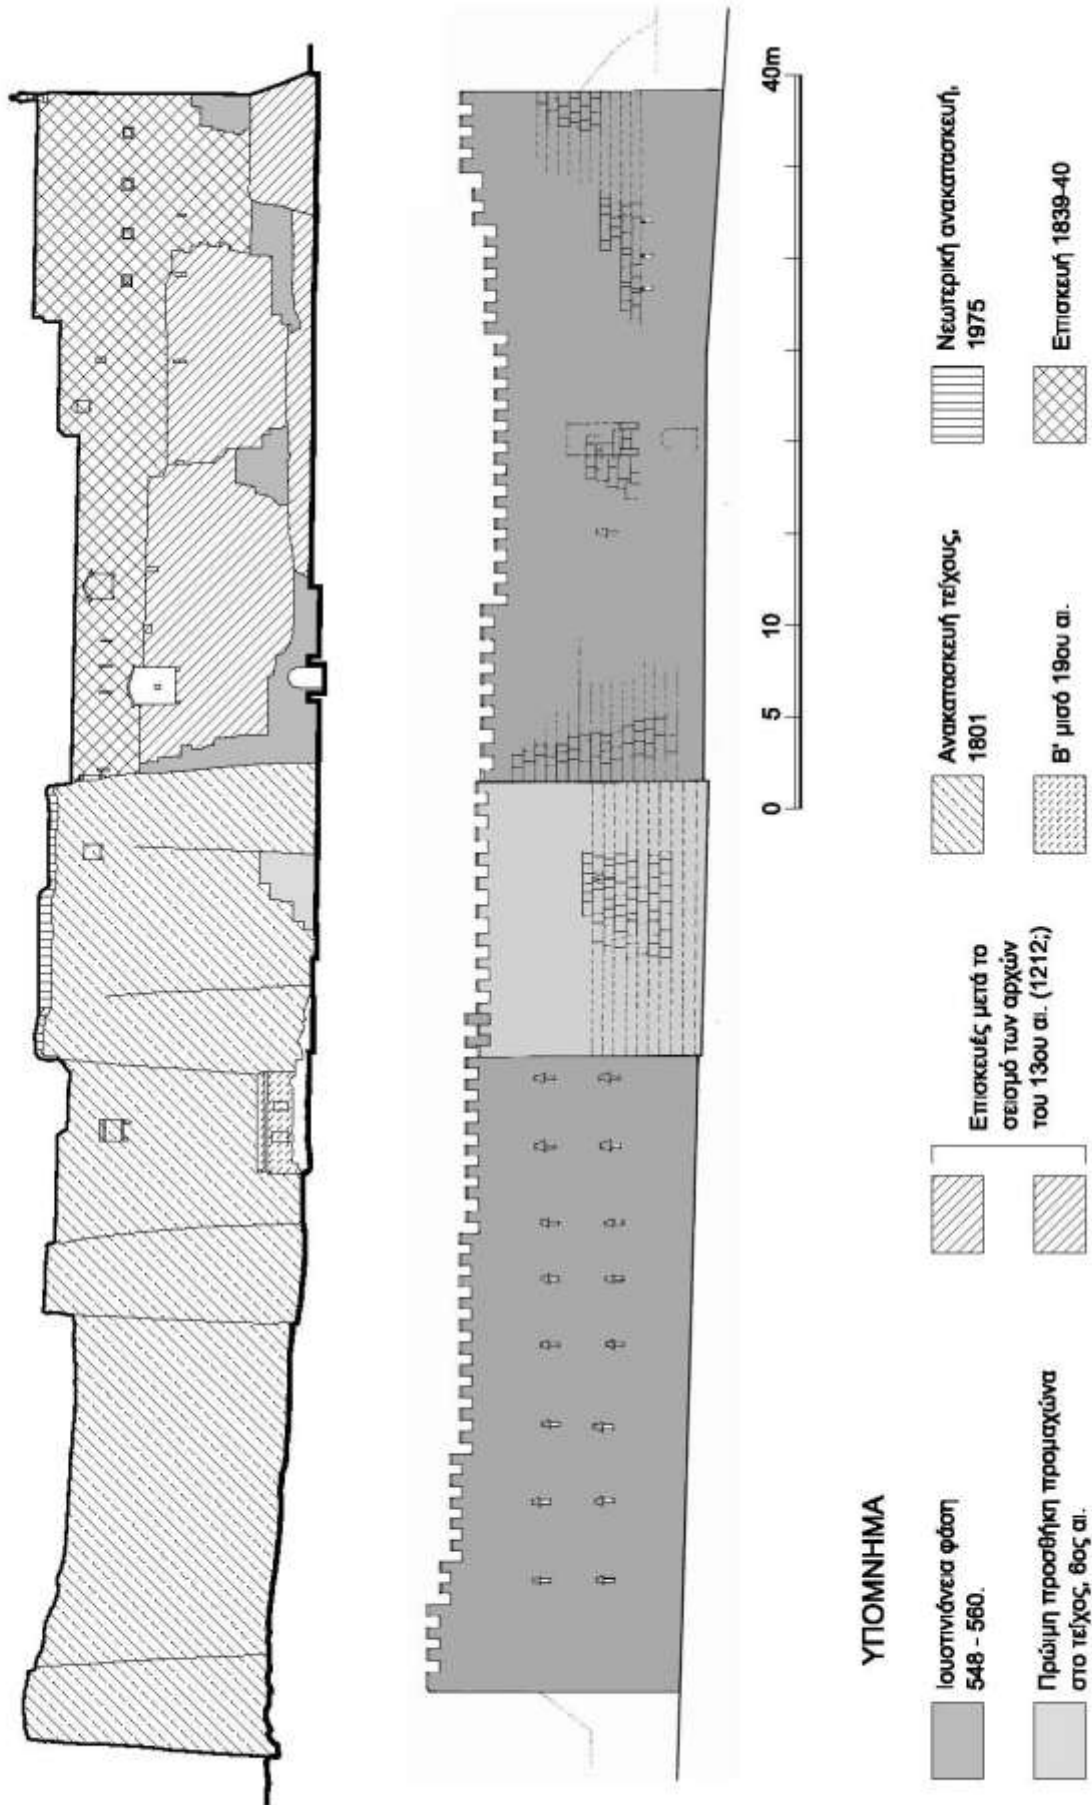 0
5
10
40m
ΥΠΟΜΝΗΜΑ
Ιουστινιάνεια φάση
548 - 560.
Πρώιμη προσθήκη προμαχώνα
στο τείχος, 6ος αι.
Επισκευές μετά το
σεισμό των αρχών
του 13ου αι. (1212;)
Ανακατασκευή τείχους,
1801
Β' μισό 19ου αι.
Νεωτερική ανακατασκευή,
1975
Επισκευή 1839-40